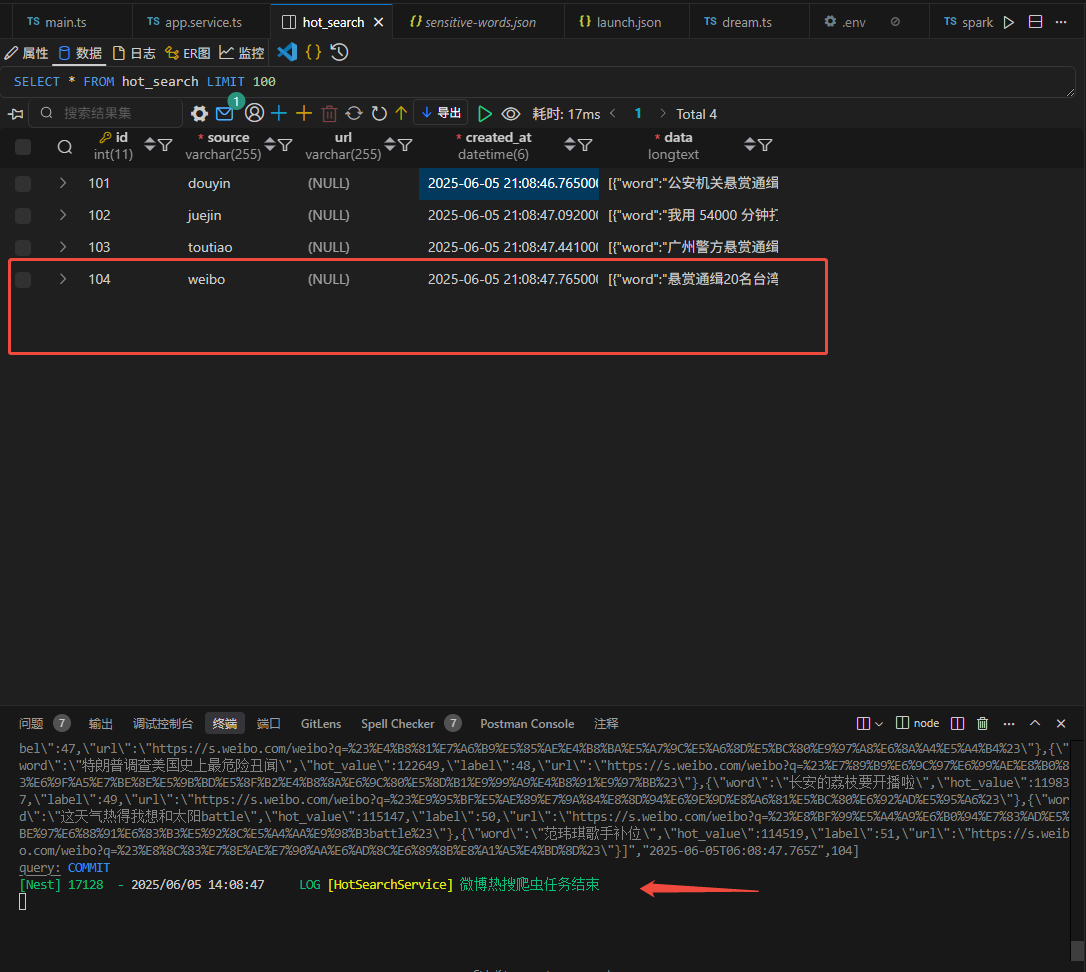 TS main.ts TS app.service.ts hot_search sensitive-words.json launch.json TS dream.ts .env TS spark
属性 数据 日志 ER图 监控
SELECT * FROM hot_search LIMIT 100
搜索结果集 1 导出 耗时: 17ms 1 Total 4
id * source url * created_at * data
int(11) varchar(255) varchar(255) datetime(6) longtext
101 douyin (NULL) 2025-06-05 21:08:46.765000 [{"word":"公安机关悬赏通缉
102 juejin (NULL) 2025-06-05 21:08:47.092000 [{"word":"我用 54000 分钟打
103 toutiao (NULL) 2025-06-05 21:08:47.441000 [{"word":"广州警方悬赏通缉
104 weibo (NULL) 2025-06-05 21:08:47.765000 [{"word":"悬赏通缉20名台湾
问题 7 输出 调试控制台 终端 端口 GitLens Spell Checker 7 Postman Console 注释 node
bel\":47,\"url\":\"https://s.weibo.com/weibo?q=%23%E4%B8%81%E7%A6%B9%E5%85%AE%E4%B8%BA%E5%A7%9C%E5%A6%8D%E5%BC%80%E9%97%A8%E6%8A%A4%E5%A4%B4%23\"},{\"
word\":\"特朗普调查美国史上最危险丑闻\",\"hot_value\":122649,\"label\":48,\"url\":\"https://s.weibo.com/weibo?q=%23%E7%89%B9%E6%9C%97%E6%99%AE%E8%B0%8
3%E6%9F%A5%E7%BE%8E%E5%9B%BD%E5%8F%B2%E4%B8%8A%E6%9C%80%E5%8D%B1%E9%99%A9%E4%B8%91%E9%97%BB%23\"},{\"word\":\"长安的荔枝要开播啦\",\"hot_value\":11983
7,\"label\":49,\"url\":\"https://s.weibo.com/weibo?q=%23%E9%95%BF%E5%AE%89%E7%9A%84%E8%8D%94%E6%9E%9D%E8%A6%81%E5%BC%80%E6%92%AD%E5%95%A6%23\"},{\"wor
d\":\"这天气热得我想和太阳battle\",\"hot_value\":115147,\"label\":50,\"url\":\"https://s.weibo.com/weibo?q=%23%E8%BF%99%E5%A4%A9%E6%B0%94%E7%83%AD%E5%
BE%97%E6%88%91%E6%83%B3%E5%92%8C%E5%A4%AA%E9%98%B3battle%23\"},{\"word\":\"范玮琪歌手补位\",\"hot_value\":114519,\"label\":51,\"url\":\"https://s.weib
o.com/weibo?q=%23%E8%8C%83%E7%8E%AE%E7%90%AA%E6%AD%8C%E6%89%8B%E8%A1%A5%E4%BD%8D%23\"}]","2025-06-05T06:08:47.765Z",104]
query: COMMIT
[Nest] 17128 - 2025/06/05 14:08:47 LOG [HotSearchService] 微博热搜爬虫任务结束